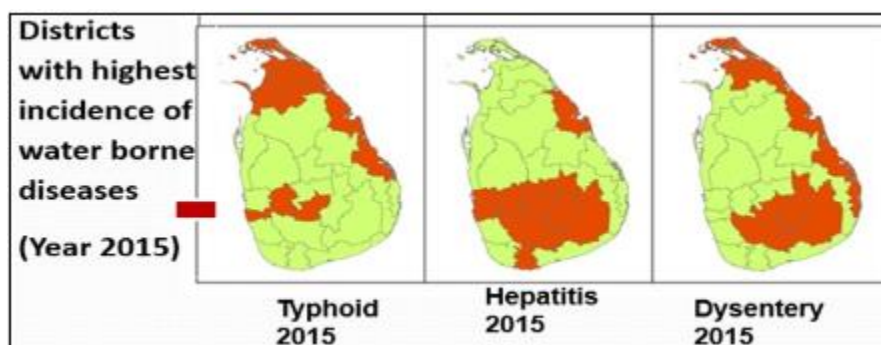 Districts
with highest
incidence of
water borne
diseases
(Year 2015)
Typhoid
2015
Hepatitis
2015
Dysentery
2015